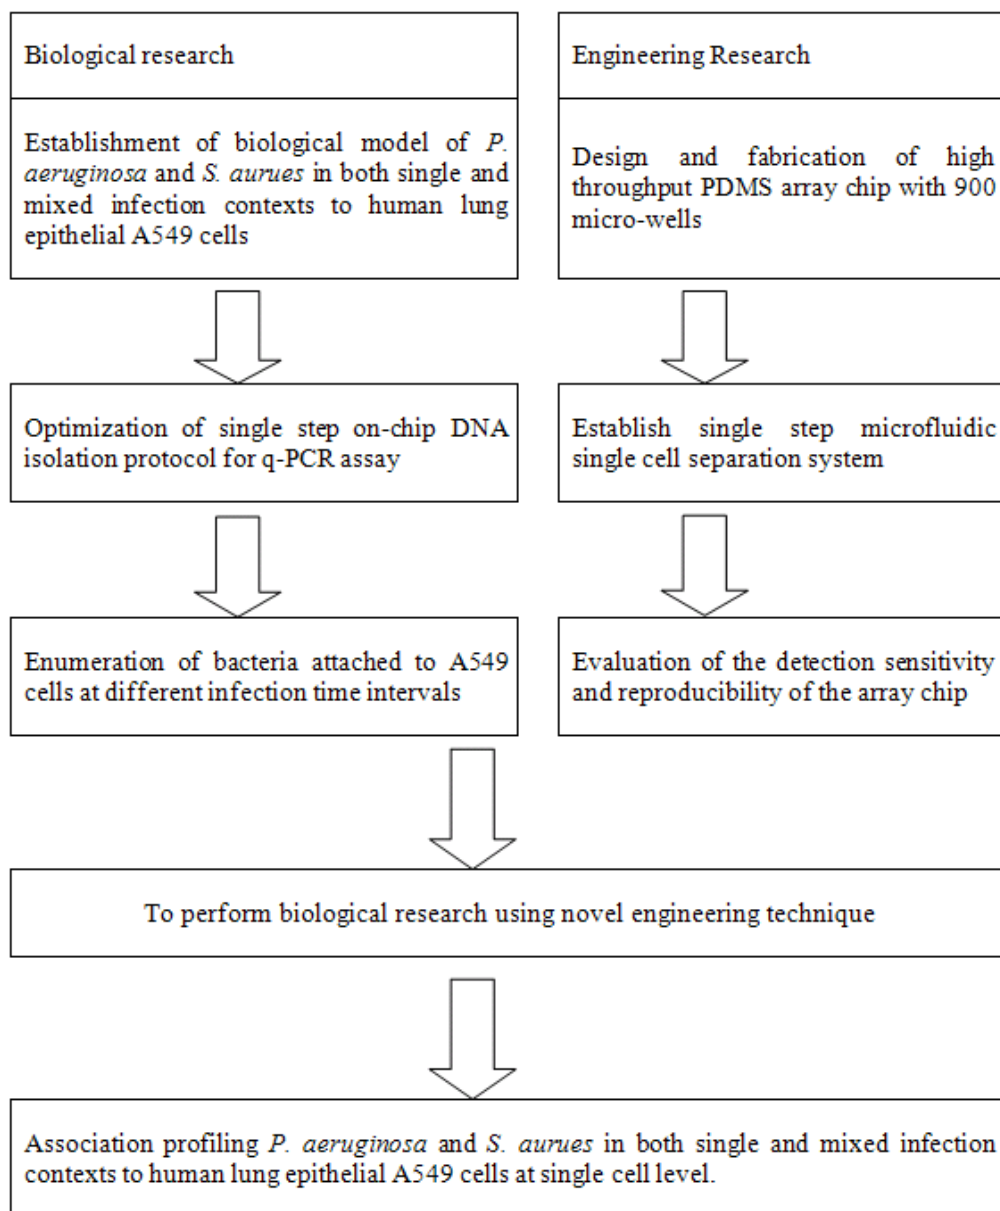 Biological research
Establishment of biological model of P.
aeruginosa and S. aurues in both single and
mixed infection contexts to human lung
epithelial A549 cells
Optimization of single step on-chip DNA
isolation protocol for q-PCR assay
Enumeration of bacteria attached to A549
cells at different infection time intervals
Engineering Research
Design and fabrication of high
throughput PDMS array chip with 900
micro-wells
Establish single step microfluidic
single cell separation system
Evaluation of the detection sensitivity
and reproducibility of the array chip
To perform biological research using novel engineering technique
Association profiling P. aeruginosa and S. aurues in both single and mixed infection
contexts to human lung epithelial A549 cells at single cell level.